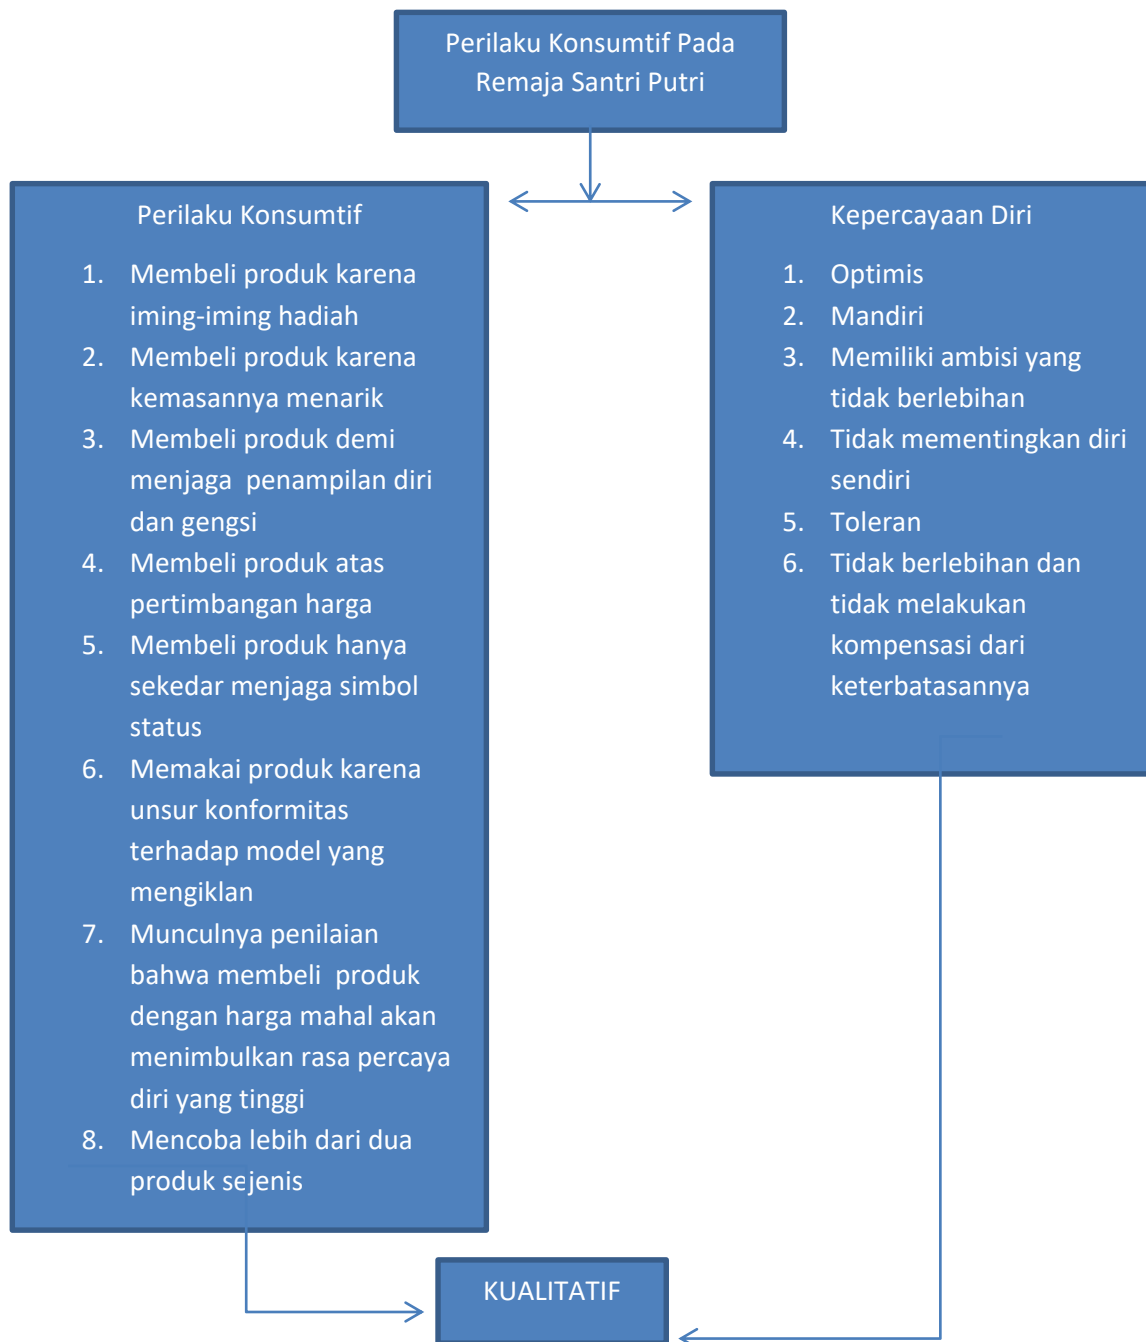 Perilaku Konsumtif Pada
Remaja Santri Putri
Perilaku Konsumtif
1. Membeli produk karena
iming-iming hadiah
2. Membeli produk karena
kemasannya menarik
3. Membeli produk demi
menjaga  penampilan diri
dan gengsi
4. Membeli produk atas
pertimbangan harga
5. Membeli produk hanya
sekedar menjaga simbol
status
6. Memakai produk karena
unsur konformitas
terhadap model yang
mengiklan
7. Munculnya penilaian
bahwa membeli  produk
dengan harga mahal akan
menimbulkan rasa percaya
diri yang tinggi
8. Mencoba lebih dari dua
produk sejenis
Kepercayaan Diri
1. Optimis
2. Mandiri
3. Memiliki ambisi yang
tidak berlebihan
4. Tidak mementingkan diri
sendiri
5. Toleran
6. Tidak berlebihan dan
tidak melakukan
kompensasi dari
keterbatasannya
KUALITATIF